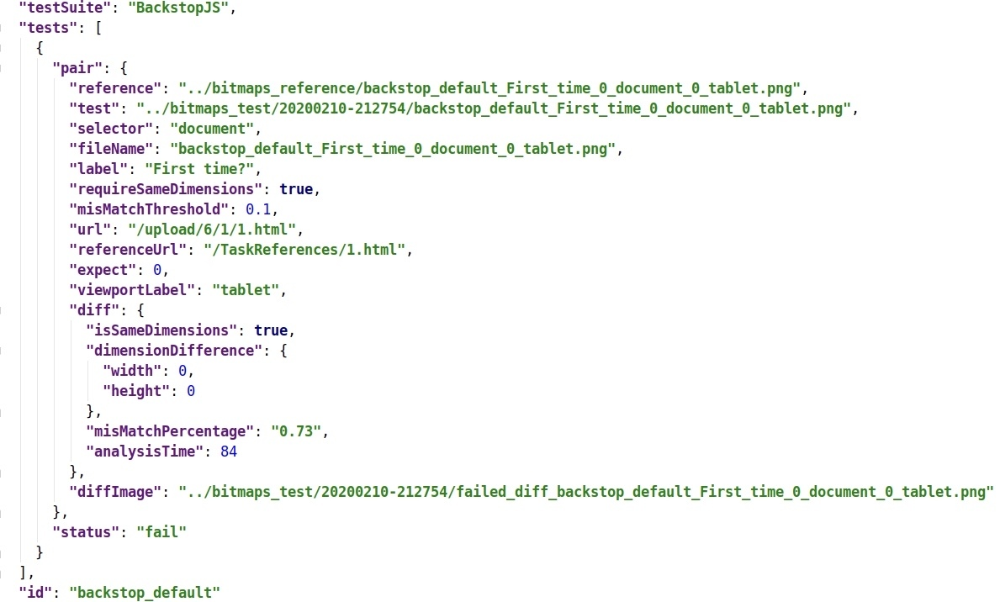 "testSuite": "BackstopJS",
"tests": [
{
"pair": {
"reference": "../bitmaps_reference/backstop_default_First_time_0_document_0_tablet.png",
"test": "../bitmaps_test/20200210-212754/backstop_default_First_time_0_document_0_tablet.png",
"selector": "document",
"fileName": "backstop_default_First_time_0_document_0_tablet.png",
"label": "First time?",
"requireSameDimensions": true,
"misMatchThreshold": 0.1,
"url": "/upload/6/1/1.html",
"referenceUrl": "/TaskReferences/1.html",
"expect": 0,
"viewportLabel": "tablet",
"diff": {
"isSameDimensions": true,
"dimensionDifference": {
"width": 0,
"height": 0
},
"misMatchPercentage": "0.73",
"analysisTime": 84
},
"diffImage": "../bitmaps_test/20200210-212754/failed_diff_backstop_default_First_time_0_document_0_tablet.png"
},
"status": "fail"
}
],
"id": "backstop_default"